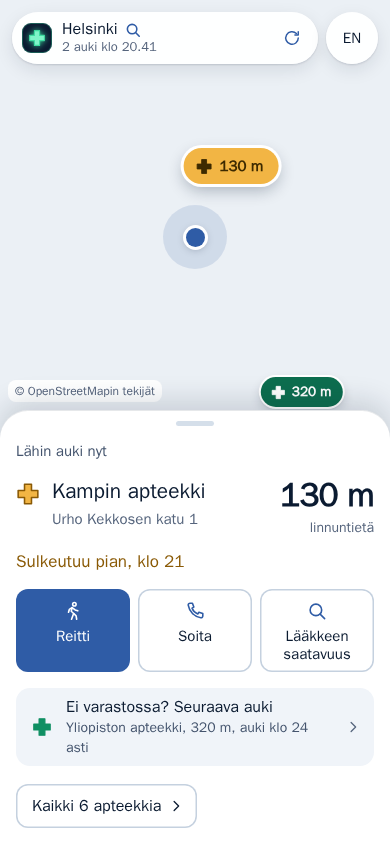 Helsinki
2 auki klo 20.41
EN
130 m
© OpenStreetMapin tekijät
320 m
Lähin auki nyt
Kampin apteekki
130 m
Urho Kekkosen katu 1
linnuntietä
Sulkeutuu pian, klo 21
Reitti
Soita
Lääkkeen
saatavuus
Ei varastossa? Seuraava auki
Yliopiston apteekki, 320 m, auki klo 24
asti
Kaikki 6 apteekkia